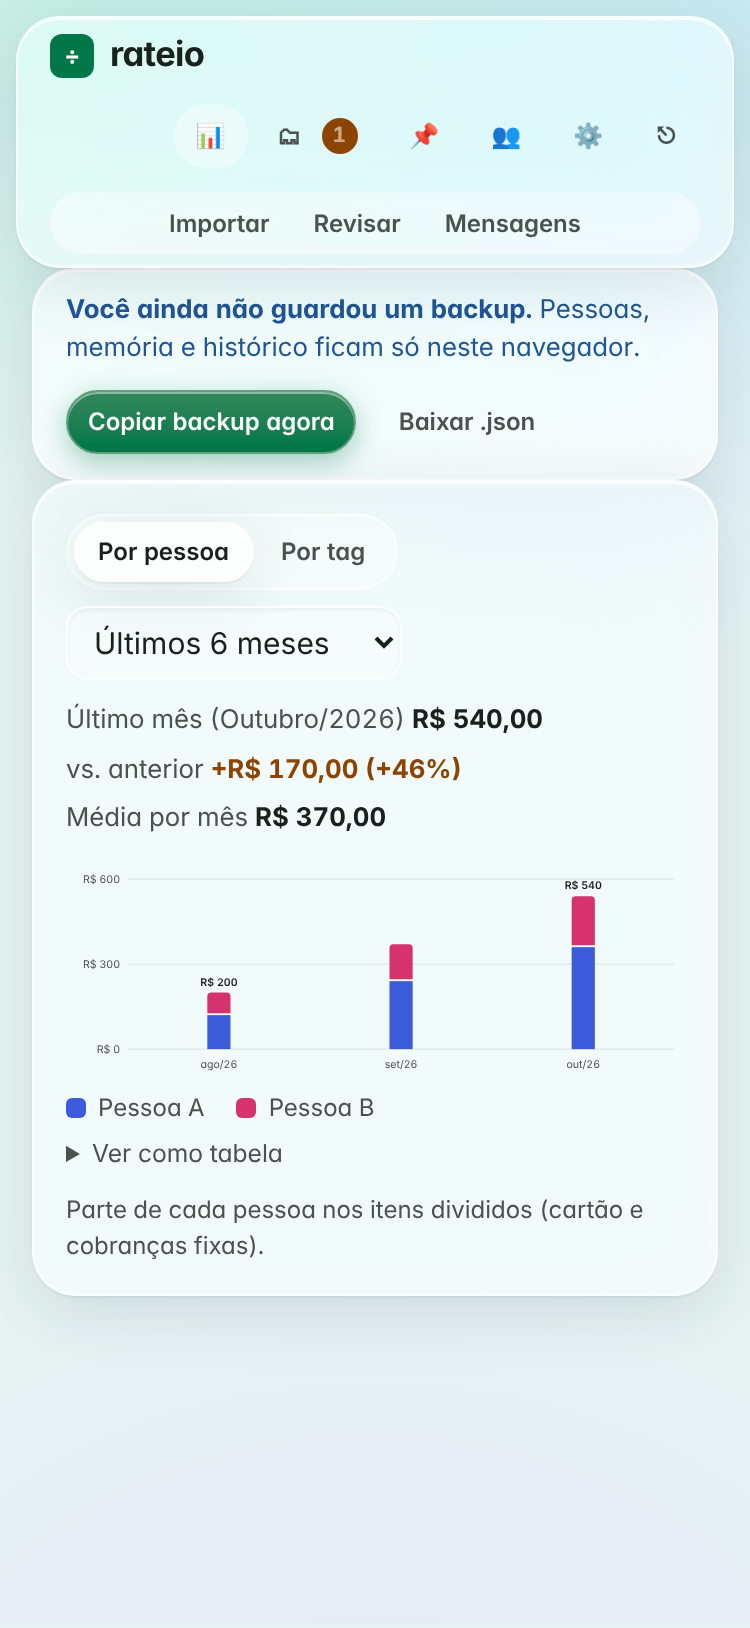 ÷ rateio
1
Importar Revisar Mensagens
Você ainda não guardou um backup. Pessoas,
memória e histórico ficam só neste navegador.
Copiar backup agora Baixar .json
Por pessoa Por tag
Últimos 6 meses
Último mês (Outubro/2026) R$ 540,00
vs. anterior +R$ 170,00 (+46%)
Média por mês R$ 370,00
R$ 600
R$ 540
R$ 300
R$ 200
R$ 0
ago/26 set/26 out/26
Pessoa A Pessoa B
Ver como tabela
Parte de cada pessoa nos itens divididos (cartão e
cobranças fixas).